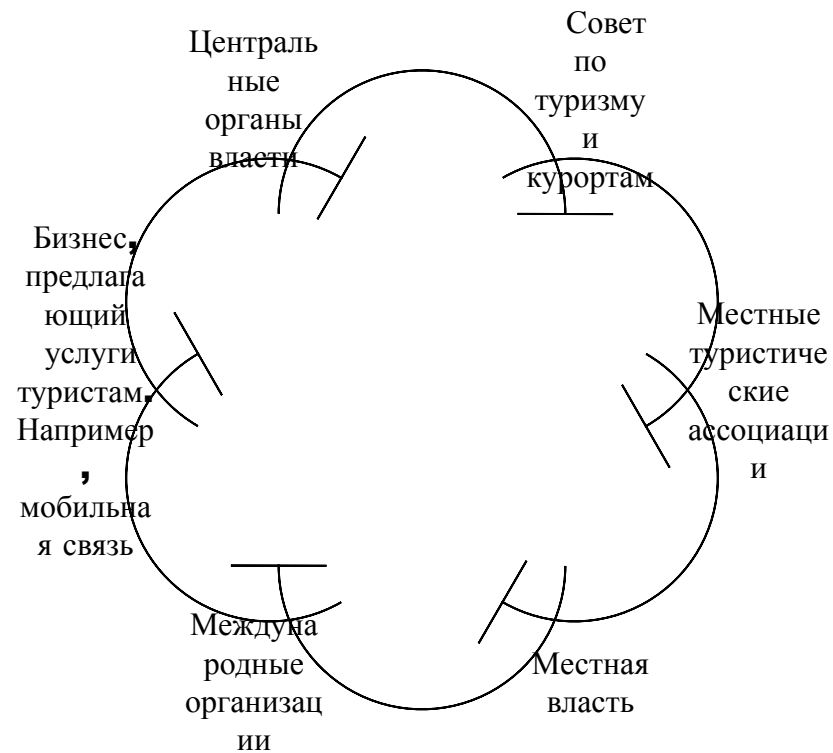 Централь
ные
органы
власти
Совет
по
туризму
и
курортам
Бизнес,
предлага
ющий
услуги
туристам.
Например
,
мобильна
я связь
Местные
туристиче
ские
ассоциаци
и
Междуна
родные
организац
ии
Местная
власть